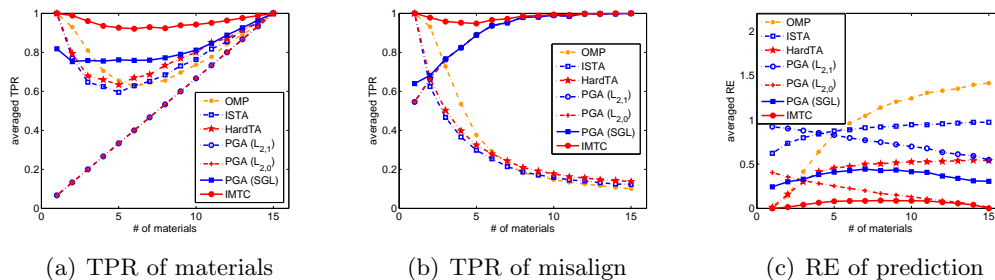 averaged TPR
1
0.8
0.6
0.4
0.2
0
0 5 10 15
# of materials
OMP
ISTA
HardTA
PGA (L2,1)
PGA (L2,0)
PGA (SGL)
IMTC
(a) TPR of materials
averaged TPR
1
0.8
0.6
0.4
0.2
0
0 5 10 15
# of materials
OMP
ISTA
HardTA
PGA (L2,1)
PGA (L2,0)
PGA (SGL)
IMTC
(b) TPR of misalign
averaged RE
2
1.5
1
0.5
0
0 5 10 15
# of materials
OMP
ISTA
HardTA
PGA (L2,1)
PGA (L2,0)
PGA (SGL)
IMTC
(c) RE of prediction